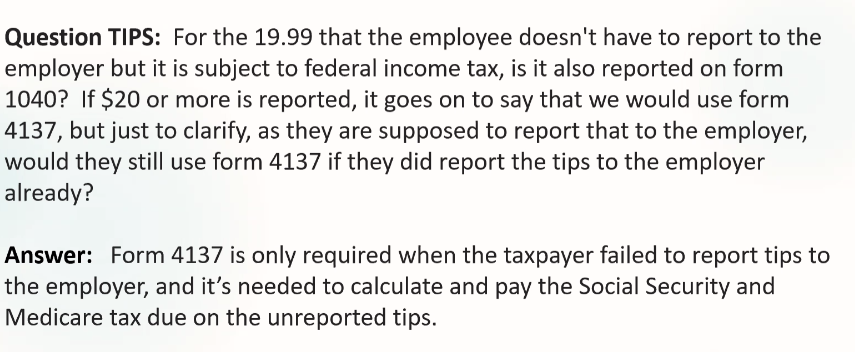 Question TIPS: For the 19.99 that the employee doesn't have to report to the
employer but it is subject to federal income tax, is it also reported on form
1040? If $20 or more is reported, it goes on to say that we would use form
4137, but just to clarify, as they are supposed to report that to the employer,
would they still use form 4137 if they did report the tips to the employer
already?
Answer: Form 4137 is only required when the taxpayer failed to report tips to
the employer, and it’s needed to calculate and pay the Social Security and
Medicare tax due on the unreported tips.